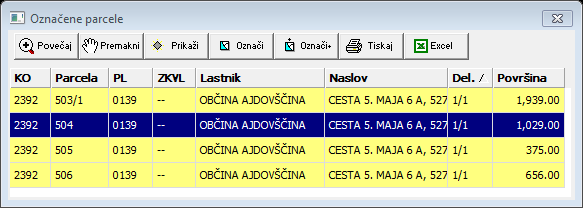 Označene parcele
Povečaj Premakni Prikaži Označi Označi+ Tiskaj Excel
KO Parcela PL ZKVL Lastnik Naslov Del. / Površina
2392 503/1 0139 -- OBČINA AJDOVŠČINA CESTA 5. MAJA 6 A, 527 1/1 1,939.00
2392 504 0139 -- OBČINA AJDOVŠČINA CESTA 5. MAJA 6 A, 527 1/1 1,029.00
2392 505 0139 -- OBČINA AJDOVŠČINA CESTA 5. MAJA 6 A, 527 1/1 375.00
2392 506 0139 -- OBČINA AJDOVŠČINA CESTA 5. MAJA 6 A, 527 1/1 656.00